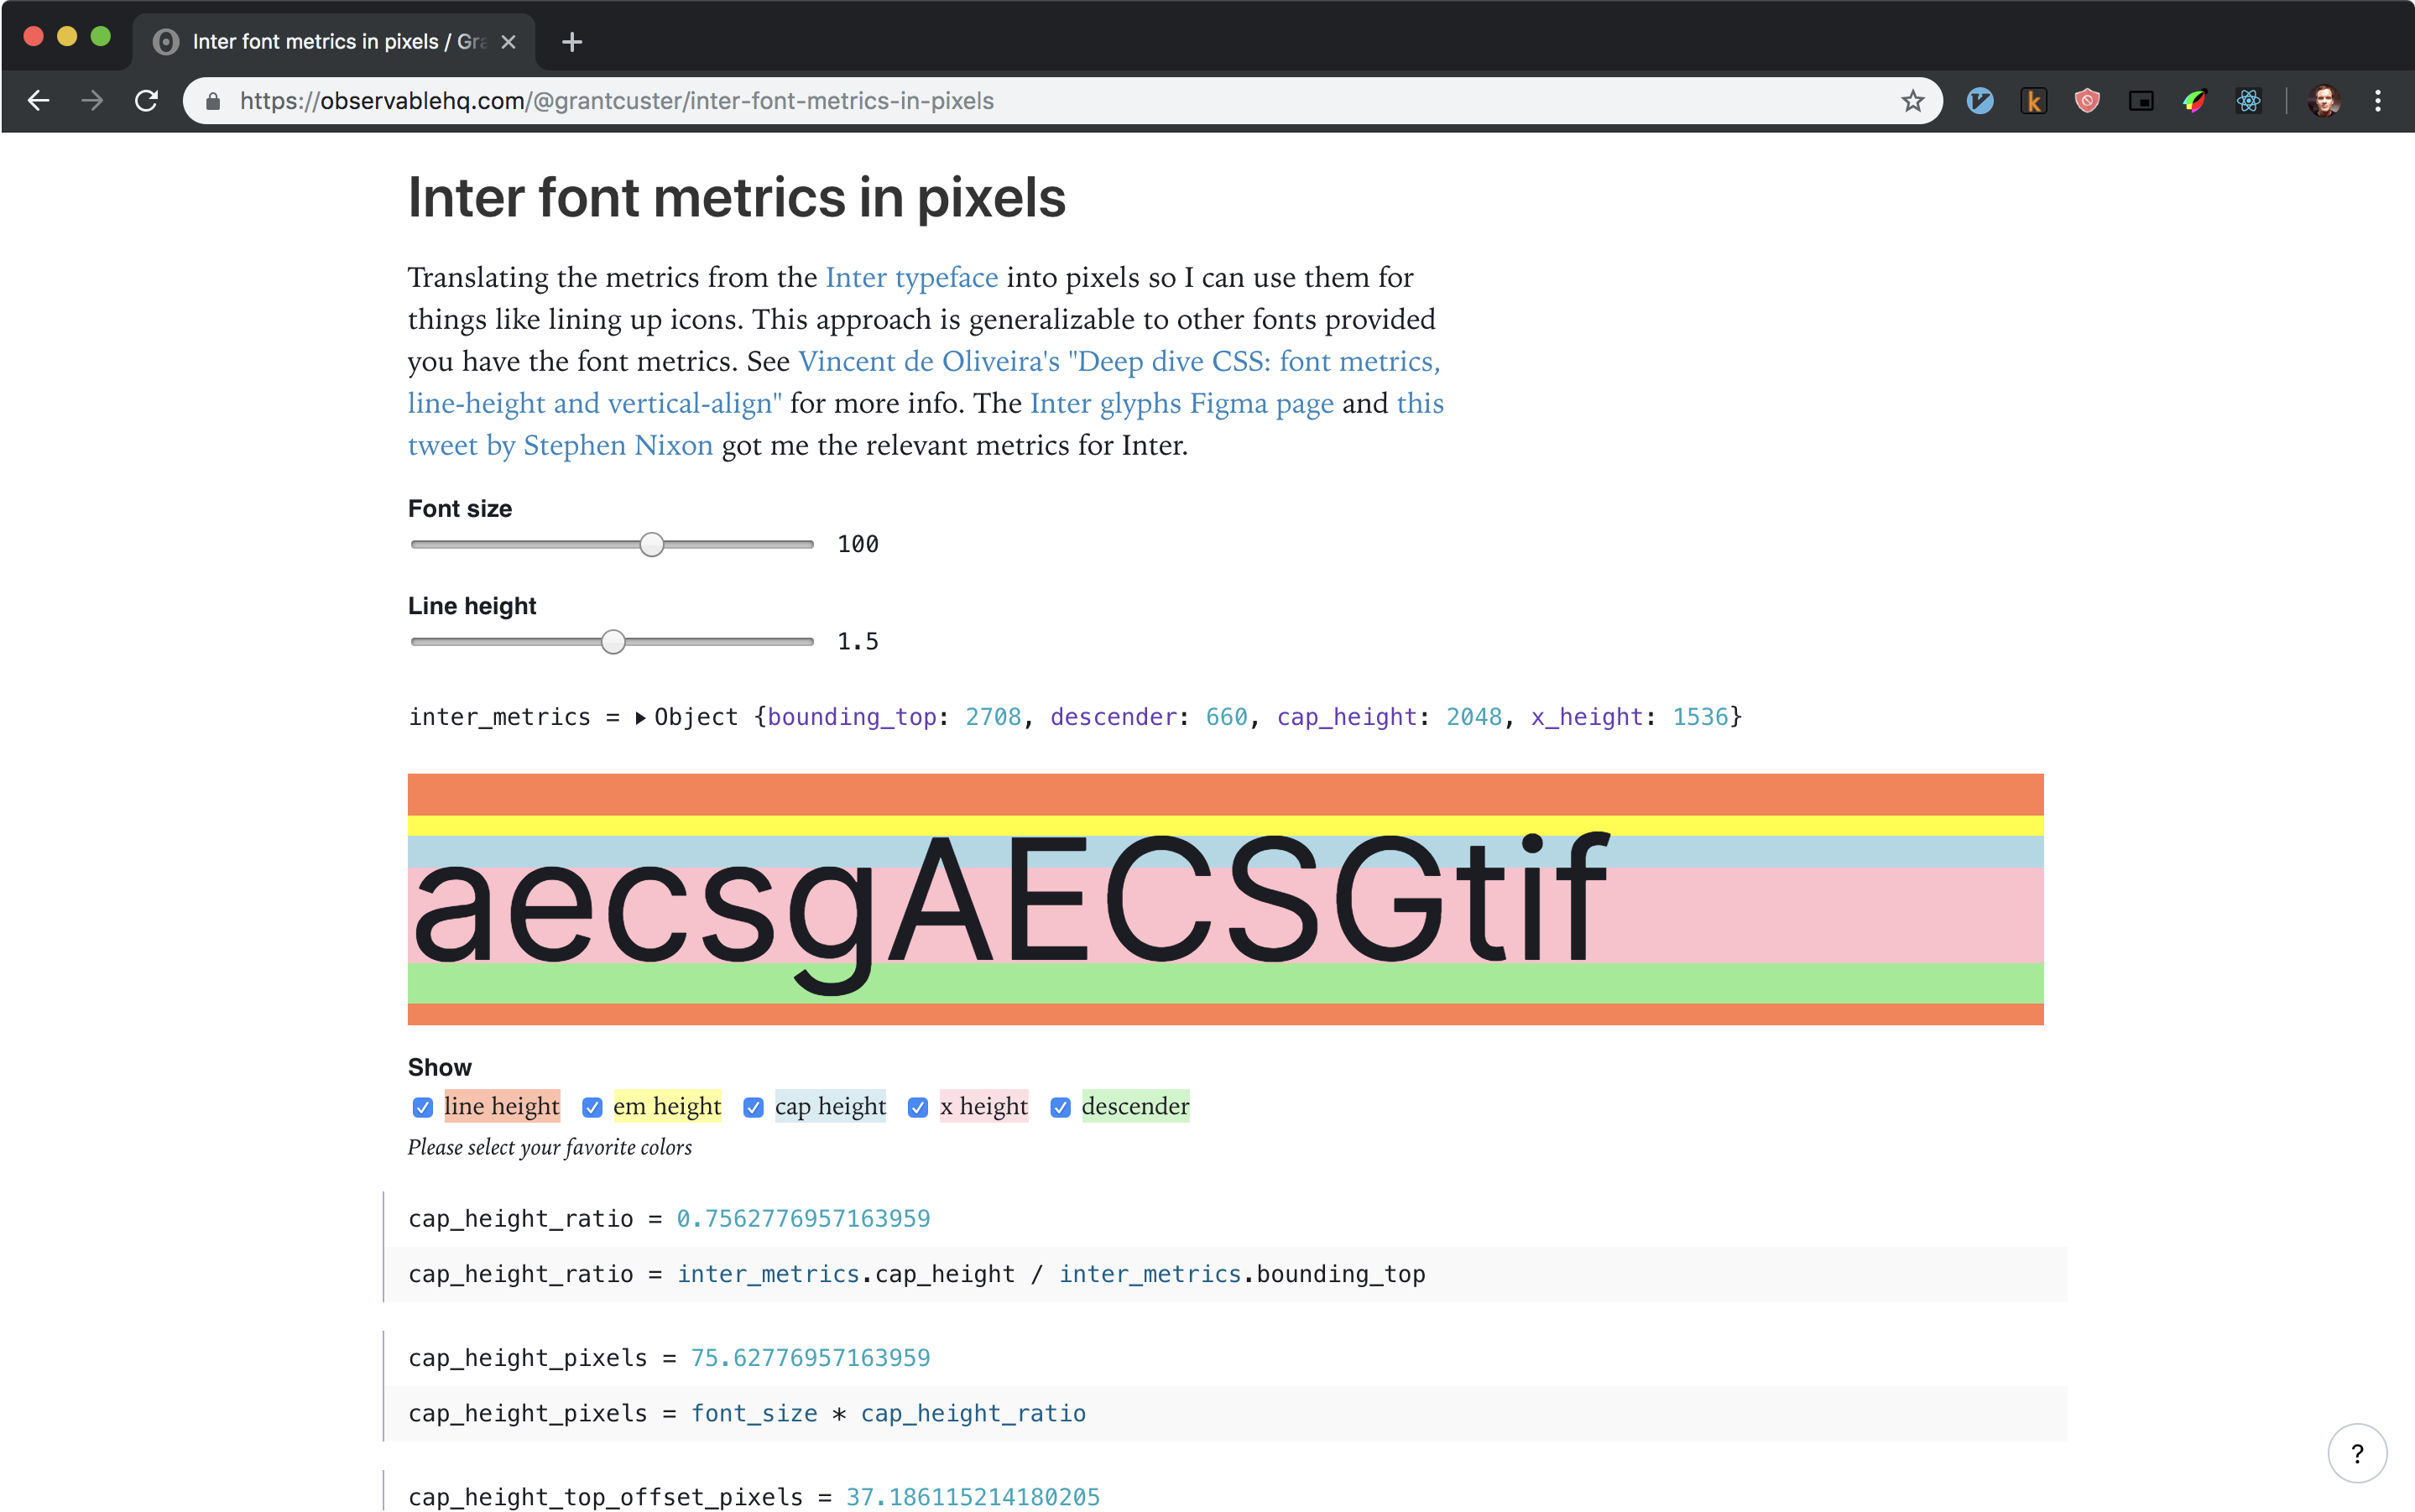 Inter font metrics in pixels / Gra
https://observablehq.com/@grantcuster/inter-font-metrics-in-pixels
k
Inter font metrics in pixels
Translating the metrics from the Inter typeface into pixels so I can use them for
things like lining up icons. This approach is generalizable to other fonts provided
you have the font metrics. See Vincent de Oliveira's "Deep dive CSS: font metrics,
line-height and vertical-align" for more info. The Inter glyphs Figma page and this
tweet by Stephen Nixon got me the relevant metrics for Inter.
Font size
100
Line height
1.5
inter_metrics = ▸Object {bounding_top: 2708, descender: 660, cap_height: 2048, x_height: 1536}
aecsgAECSGtif
Show
line height em height cap height x height descender
Please select your favorite colors
cap_height_ratio = 0.7562776957163959
cap_height_ratio = inter_metrics.cap_height / inter_metrics.bounding_top
cap_height_pixels = 75.62776957163959
cap_height_pixels = font_size * cap_height_ratio
cap_height_top_offset_pixels = 37.186115214180205
?